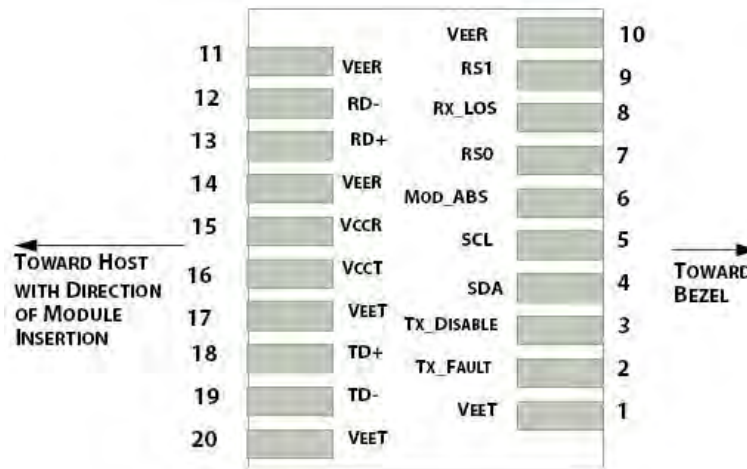 11 VEER
12 RD-
13 RD+
14 VEER
15 VCCR
16 VCCT
17 VEET
18 TD+
19 TD-
20 VEET
VEER 10
RS1 9
RX_LOS 8
RS0 7
MOD_ABS 6
SCL 5
SDA 4
TX_DISABLE 3
TX_FAULT 2
VEET 1
TOWARD HOST
WITH DIRECTION
OF MODULE
INSERTION
TOWARD
BEZEL